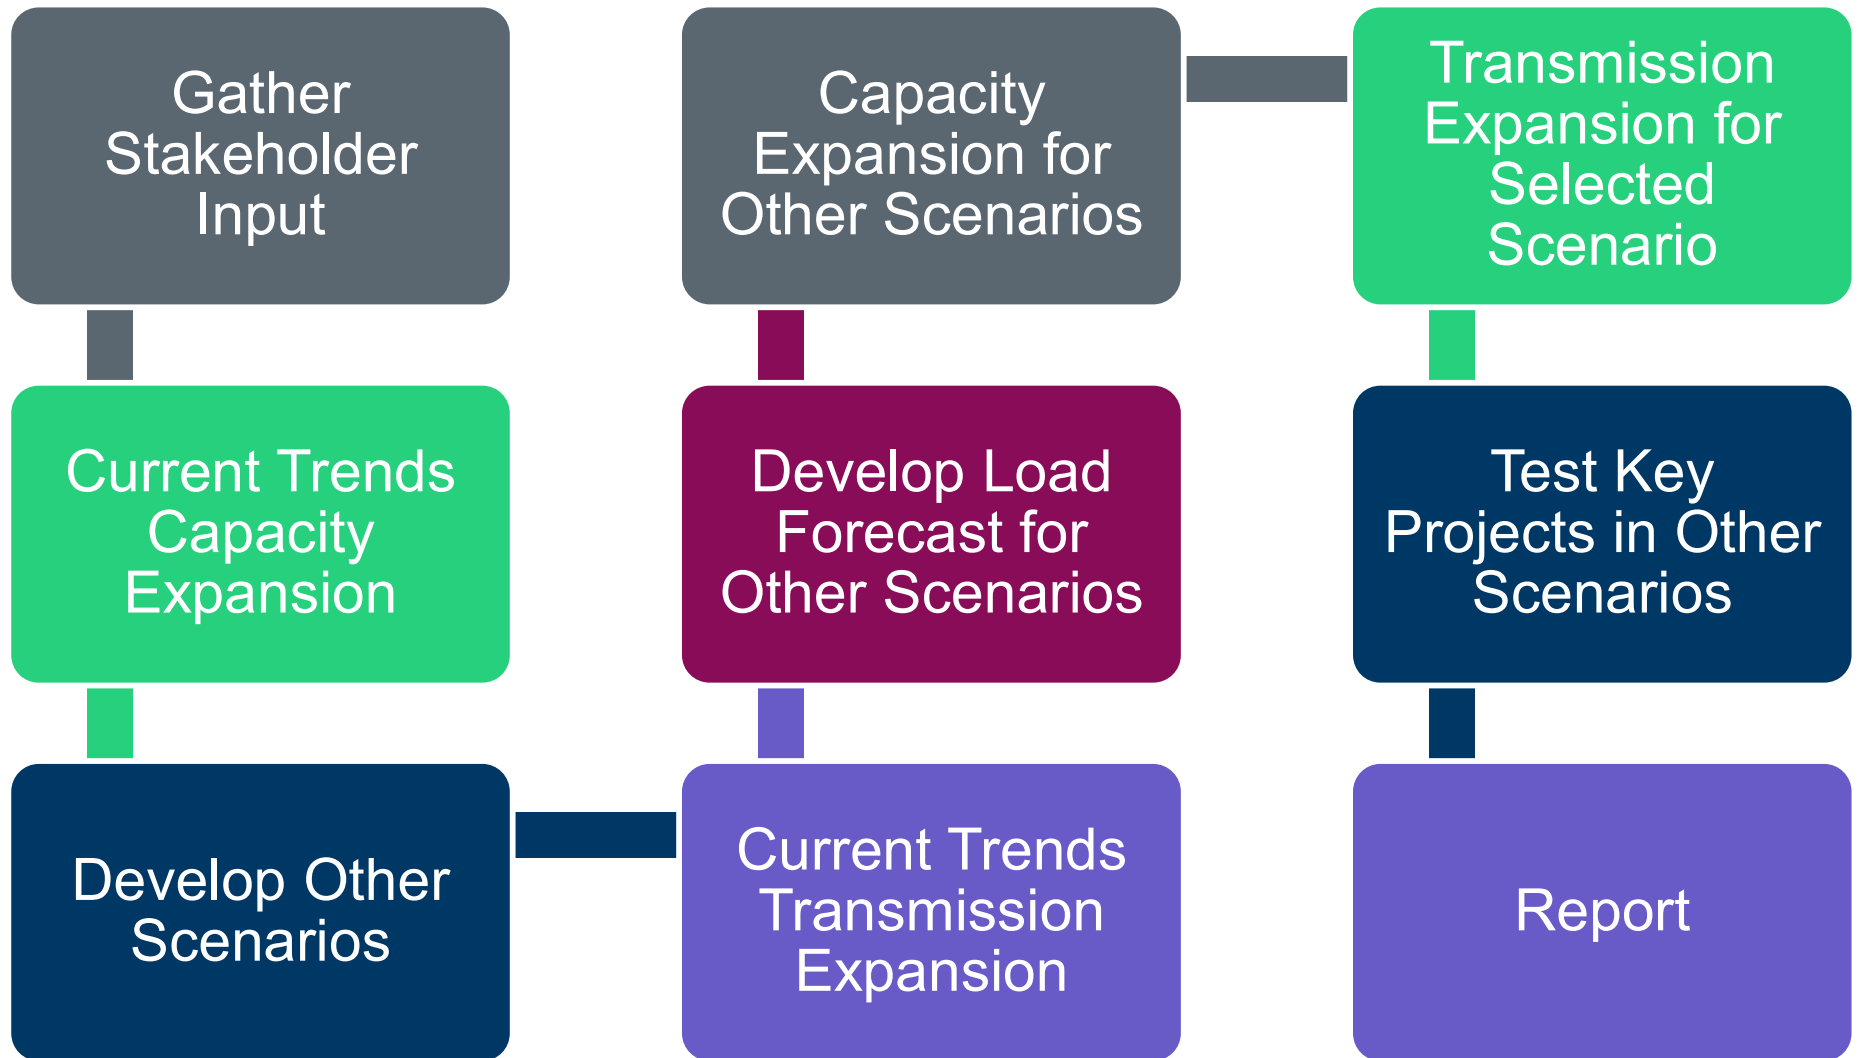 Gather
Stakeholder
Input
Current Trends
Capacity
Expansion
Develop Other
Scenarios
Current Trends
Transmission
Expansion
Develop Load
Forecast for
Other Scenarios
Capacity
Expansion for
Other Scenarios
Transmission
Expansion for
Selected
Scenario
Test Key
Projects in Other
Scenarios
Report